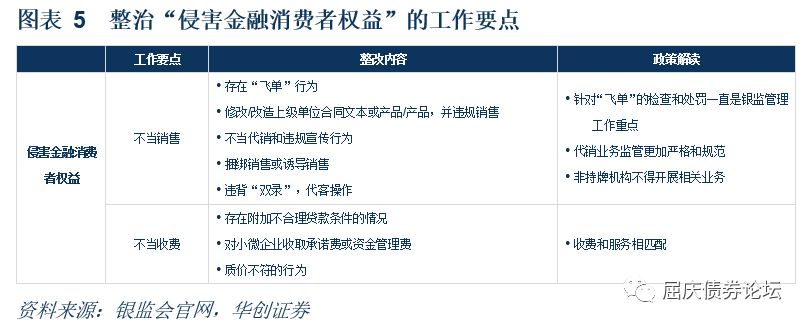 图表 5 整治“侵害金融消费者权益”的工作要点
工作要点 整改内容 政策解读
侵害金融消费
者权益
不当销售
• 存在“飞单”行为
• 修改/改造上级单位合同文本或产品/产品，并违规销售
• 不当代销和违规宣传行为
• 捆绑销售或诱导销售
• 违背“双录”，代客操作
• 针对“飞单”的检查和处罚一直是银监管理
工作重点
• 代销业务监管更加严格和规范
• 非持牌机构不得开展相关业务
不当收费
• 存在附加不合理贷款条件的情况
• 对小微企业收取承诺费或资金管理费
• 质价不符的行为
• 收费和服务相匹配
资料来源：银监会官网，华创证券
屈庆债券论坛